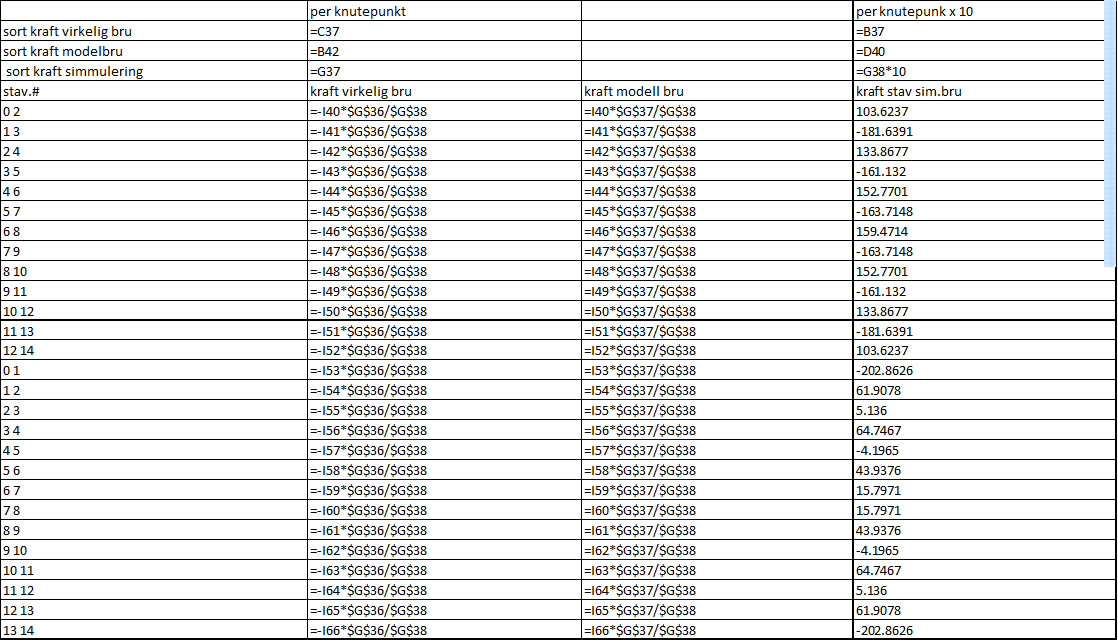 per knutepunkt per knutepunk x 10
sort kraft virkelig bru =C37 =B37
sort kraft modelbru =B42 =D40
sort kraft simmulering =G37 =G38*10
stav.# kraft virkelig bru kraft modell bru kraft stav sim.bru
0 2 =-I40*$G$36/$G$38 =I40*$G$37/$G$38 103.6237
1 3 =-I41*$G$36/$G$38 =I41*$G$37/$G$38 -181.6391
2 4 =-I42*$G$36/$G$38 =I42*$G$37/$G$38 133.8677
3 5 =-I43*$G$36/$G$38 =I43*$G$37/$G$38 -161.132
4 6 =-I44*$G$36/$G$38 =I44*$G$37/$G$38 152.7701
5 7 =-I45*$G$36/$G$38 =I45*$G$37/$G$38 -163.7148
6 8 =-I46*$G$36/$G$38 =I46*$G$37/$G$38 159.4714
7 9 =-I47*$G$36/$G$38 =I47*$G$37/$G$38 -163.7148
8 10 =-I48*$G$36/$G$38 =I48*$G$37/$G$38 152.7701
9 11 =-I49*$G$36/$G$38 =I49*$G$37/$G$38 -161.132
10 12 =-I50*$G$36/$G$38 =I50*$G$37/$G$38 133.8677
11 13 =-I51*$G$36/$G$38 =I51*$G$37/$G$38 -181.6391
12 14 =-I52*$G$36/$G$38 =I52*$G$37/$G$38 103.6237
0 1 =-I53*$G$36/$G$38 =I53*$G$37/$G$38 -202.8626
1 2 =-I54*$G$36/$G$38 =I54*$G$37/$G$38 61.9078
2 3 =-I55*$G$36/$G$38 =I55*$G$37/$G$38 5.136
3 4 =-I56*$G$36/$G$38 =I56*$G$37/$G$38 64.7467
4 5 =-I57*$G$36/$G$38 =I57*$G$37/$G$38 -4.1965
5 6 =-I58*$G$36/$G$38 =I58*$G$37/$G$38 43.9376
6 7 =-I59*$G$36/$G$38 =I59*$G$37/$G$38 15.7971
7 8 =-I60*$G$36/$G$38 =I60*$G$37/$G$38 15.7971
8 9 =-I61*$G$36/$G$38 =I61*$G$37/$G$38 43.9376
9 10 =-I62*$G$36/$G$38 =I62*$G$37/$G$38 -4.1965
10 11 =-I63*$G$36/$G$38 =I63*$G$37/$G$38 64.7467
11 12 =-I64*$G$36/$G$38 =I64*$G$37/$G$38 5.136
12 13 =-I65*$G$36/$G$38 =I65*$G$37/$G$38 61.9078
13 14 =-I66*$G$36/$G$38 =I66*$G$37/$G$38 -202.8626